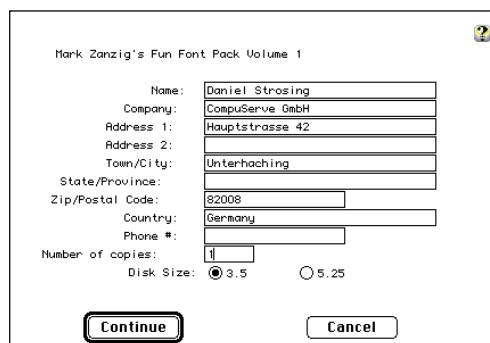 Mark Zanzig's Fun Font Pack Volume 1
Name: Daniel Strosing
Company: CompuServe GmbH
Address 1: Hauptstrasse 42
Address 2:
Town/City: Unterhaching
State/Province:
Zip/Postal Code: 82008
Country: Germany
Phone #:
Number of copies: 1
Disk Size: 3.5 5.25
Continue Cancel